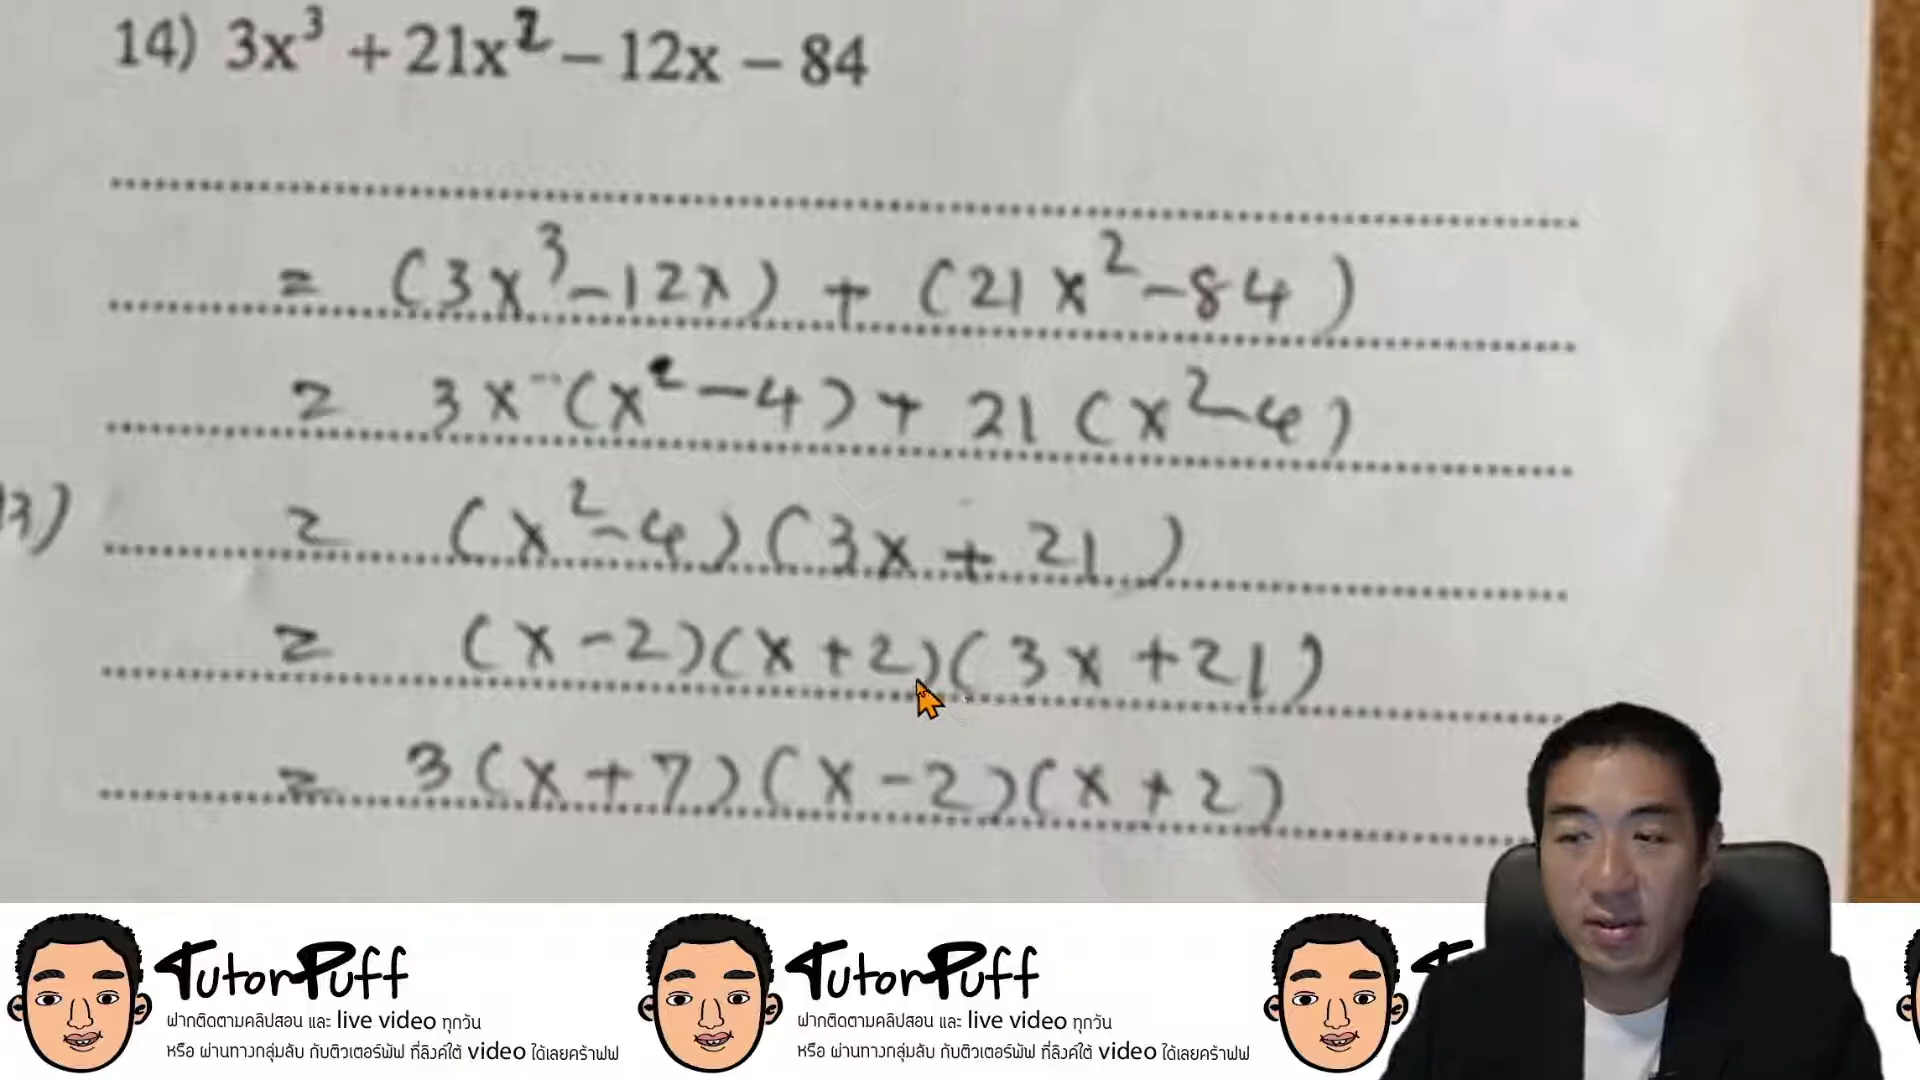 14) 3x³ + 21x² – 12x – 84
= (3x³-12x) + (21x²-84)
= 3x (x²-4) + 21 (x²-4)
3) = (x²-4)(3x + 21)
= (x-2)(x+2)(3x+21)
= 3(x+7)(x-2)(x+2)
TutorPuff
ฝากติดตามคลิปสอน และ live video ทุกวัน
หรือ ผ่านทางกลุ่มลับ กับติวเตอร์พัฟ ที่ลิงค์ใต้ video ได้เลยคร้าฟฟ
TutorPuff
ฝากติดตามคลิปสอน และ live video ทุกวัน
หรือ ผ่านทางกลุ่มลับ กับติวเตอร์พัฟ ที่ลิงค์ใต้ video ได้เลยคร้าฟฟ
T